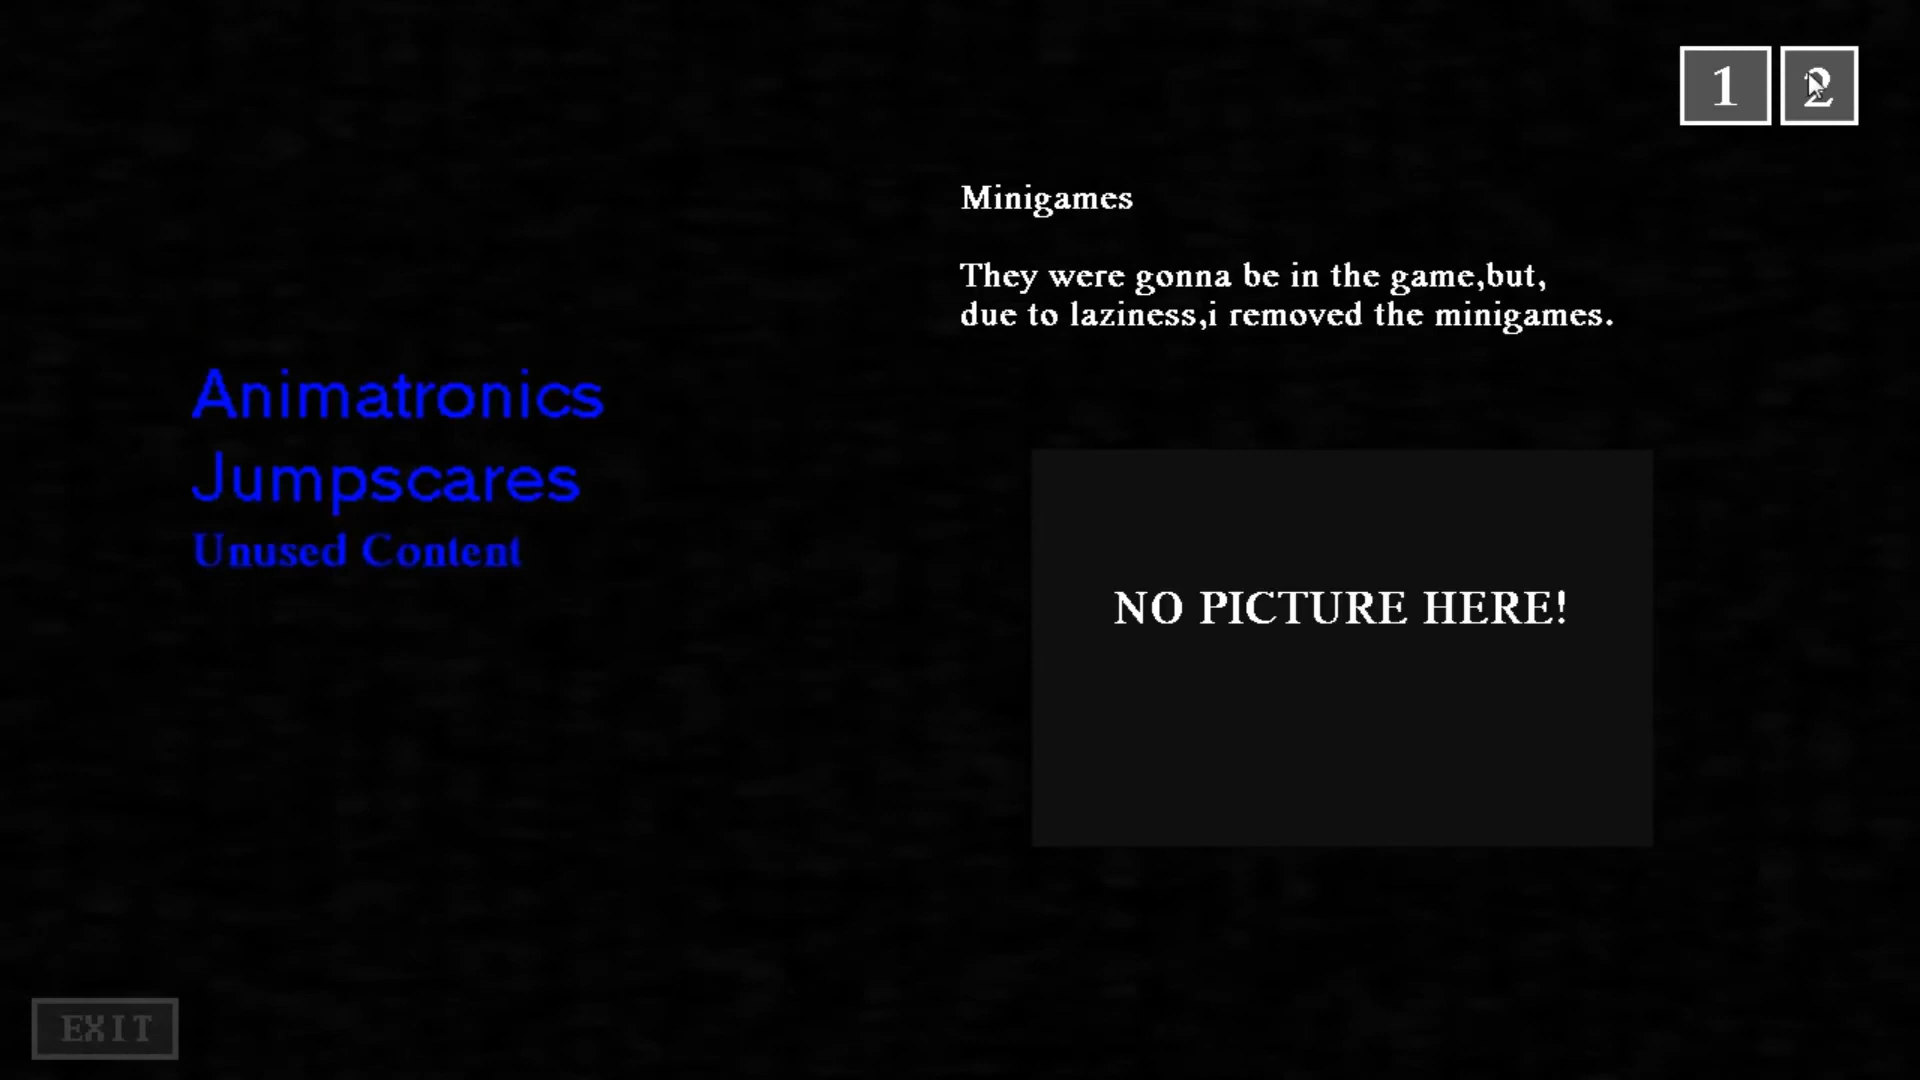 1 2
Minigames
They were gonna be in the game,but,
due to laziness,i removed the minigames.
Animatronics
Jumpscares
Unused Content
NO PICTURE HERE!
EXIT